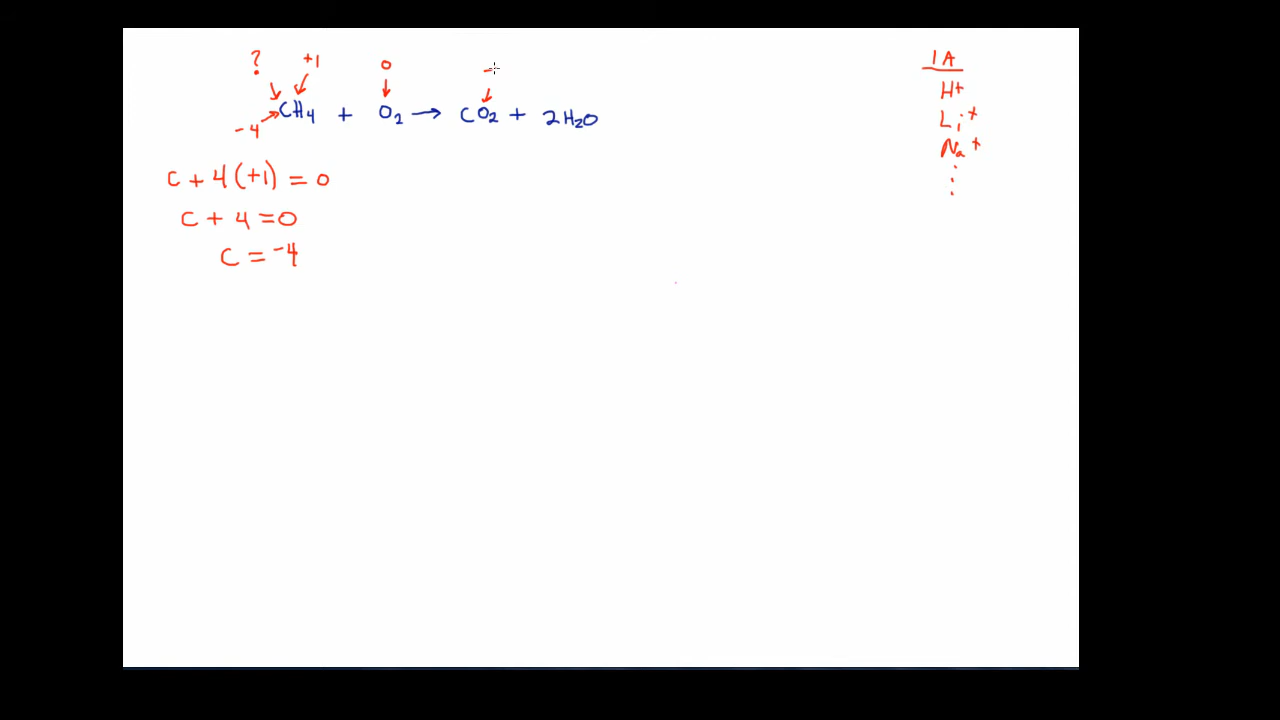 ? +1 0 -
CH4 + O2 → CO2 + 2H2O
-4
C + 4(+1) = 0
C + 4 = 0
C = -4
1A
H+
Li+
Na+